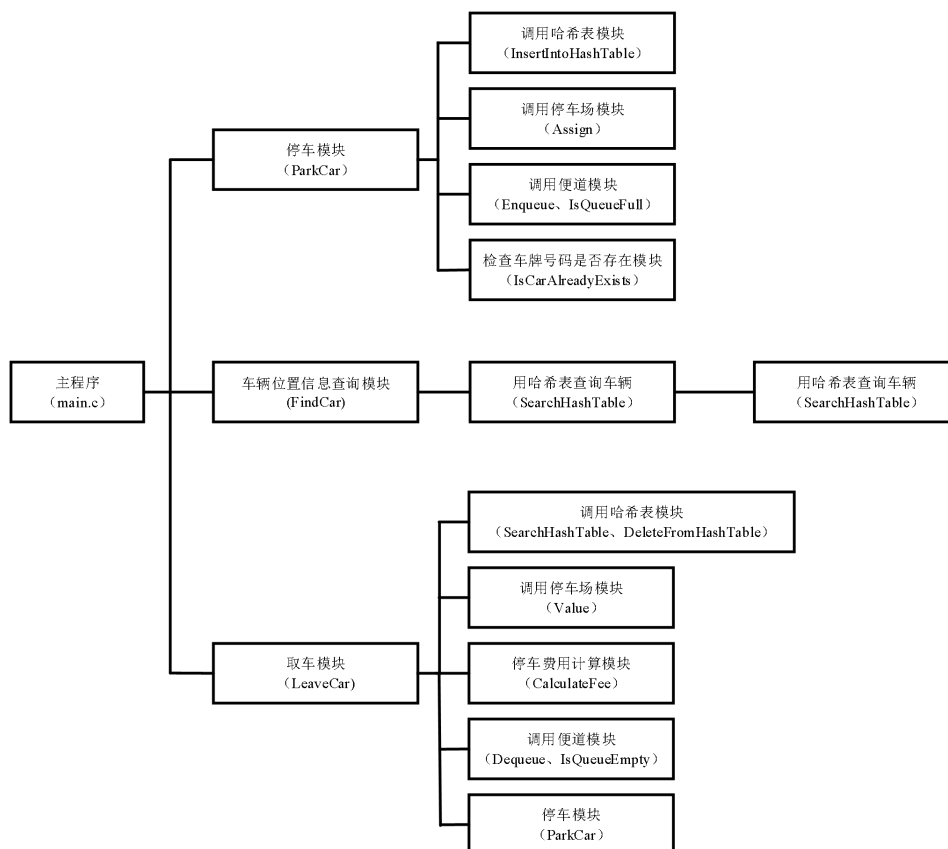 调用哈希表模块
（InsertIntoHashTable）
调用停车场模块
（Assign）
停车模块
（ParkCar）
调用便道模块
（Enqueue、IsQueueFull）
检查车牌号码是否存在模块
（IsCarAlreadyExists）
主程序
（main.c）
车辆位置信息查询模块
(FindCar)
用哈希表查询车辆
（SearchHashTable）
用哈希表查询车辆
（SearchHashTable）
调用哈希表模块
（SearchHashTable、DeleteFromHashTable）
调用停车场模块
（Value）
取车模块
（LeaveCar)
停车费用计算模块
（CalculateFee）
调用便道模块
（Dequeue、IsQueueEmpty）
停车模块
（ParkCar）